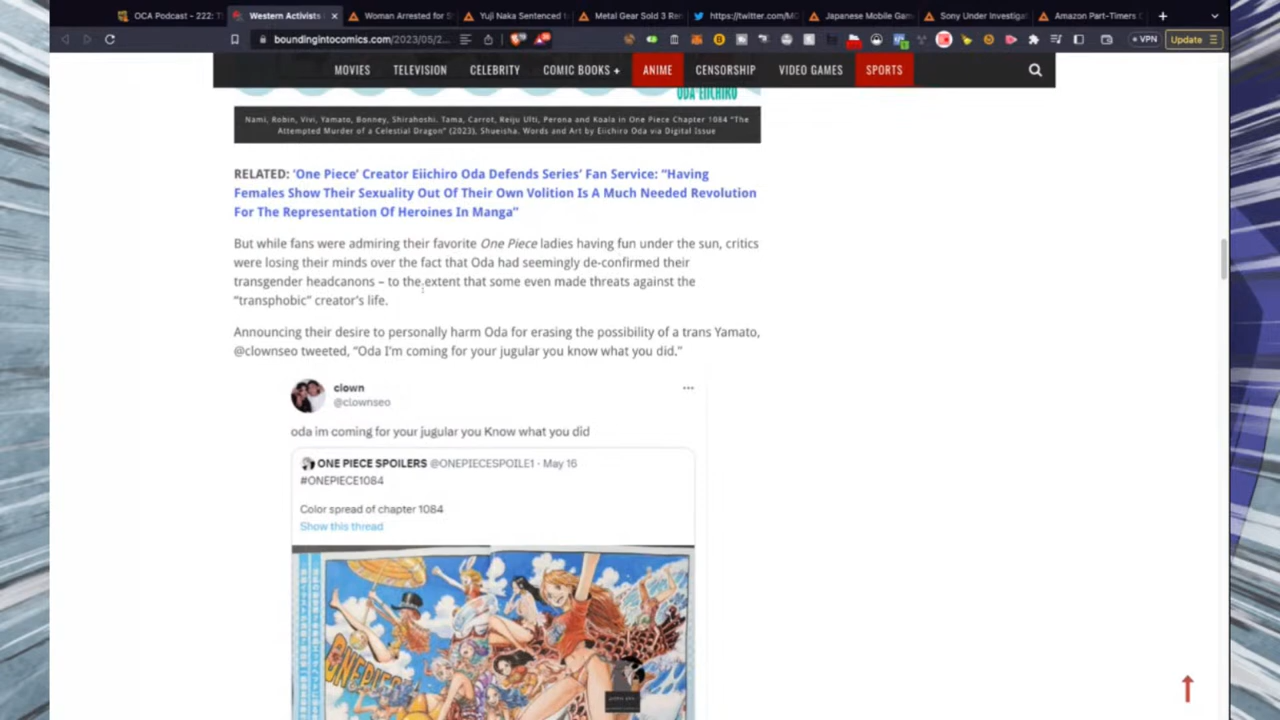 OCA Podcast - 222: T
Western Activists
Woman Arrested for S
Yuji Naka Sentenced t
Metal Gear Solid 3 Re
https://twitter.com/M
Japanese Mobile Gam
Sony Under Investiga
Amazon Part-Timers
boundingintocomics.com/2023/05/2...
VPN
Update
MOVIES
TELEVISION
CELEBRITY
COMIC BOOKS +
ANIME
CENSORSHIP
VIDEO GAMES
SPORTS
ODA EIICHIRO
Nami, Robin, Vivi, Yamato, Bonney, Shirahoshi. Tama, Carrot, Reiju Ulti, Perona and Koala in One Piece Chapter 1084 "The
Attempted Murder of a Celestial Dragon" (2023), Shueisha. Words and Art by Eiichiro Oda via Digital Issue
RELATED: 'One Piece' Creator Eiichiro Oda Defends Series' Fan Service: "Having
Females Show Their Sexuality Out Of Their Own Volition Is A Much Needed Revolution
For The Representation Of Heroines In Manga"
But while fans were admiring their favorite One Piece ladies having fun under the sun, critics
were losing their minds over the fact that Oda had seemingly de-confirmed their
transgender headcanons – to the extent that some even made threats against the
"transphobic" creator's life.
Announcing their desire to personally harm Oda for erasing the possibility of a trans Yamato,
@clownseo tweeted, "Oda I'm coming for your jugular you know what you did."
clown
@clownseo
oda im coming for your jugular you Know what you did
ONE PIECE SPOILERS @ONEPIECESPOILE1 · May 16
#ONEPIECE1084
Color spread of chapter 1084
Show this thread